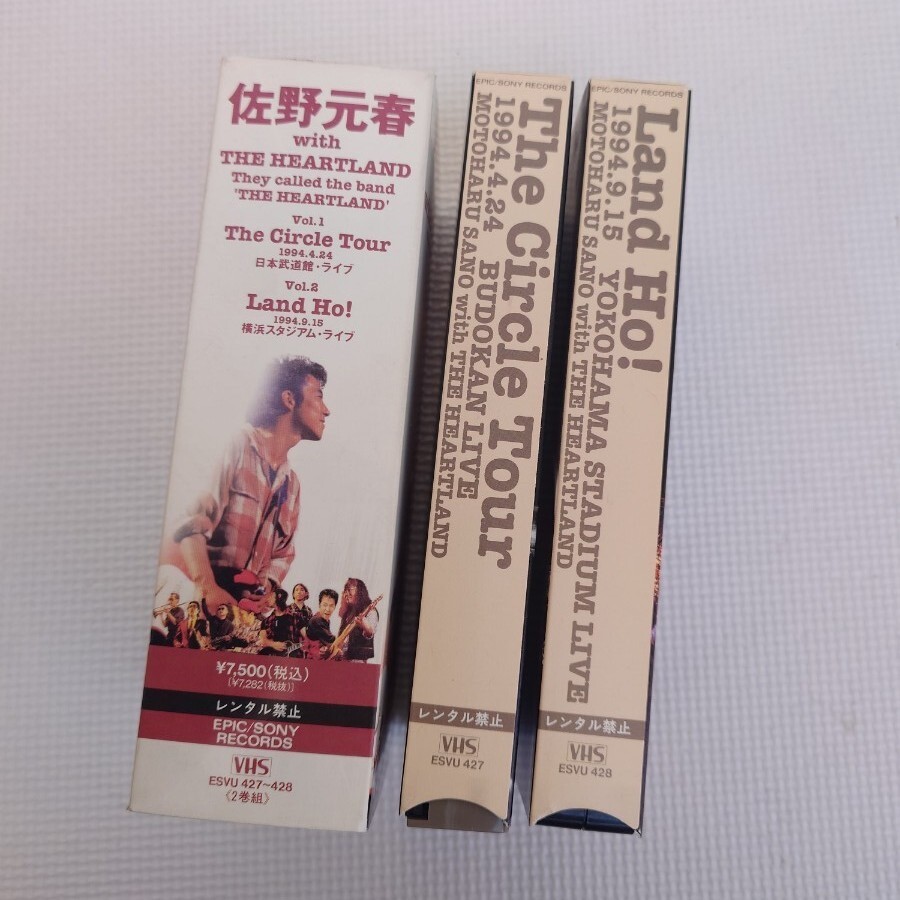 佐野元春
with
THE HEARTLAND
They called the band
'THE HEARTLAND'
Vol.1
The Circle Tour
1994.4.24
日本武道館・ライブ
Vol.2
Land Ho!
1994.9.15
横浜スタジアム・ライブ
¥7,500(税込)
(¥7,282(税抜))
レンタル禁止
EPIC/SONY
RECORDS
VHS
ESVU 427~428
《2巻組》
EPIC/SONY RECORDS
The Circle Tour
1994.4.24 BUDOKAN LIVE
MOTOHARU SANO with THE HEARTLAND
レンタル禁止
VHS
ESVU 427
EPIC/SONY RECORDS
Land Ho!
1994.9.15 YOKOHAMA STADIUM LIVE
MOTOHARU SANO with THE HEARTLAND
レンタル禁止
VHS
ESVU 428